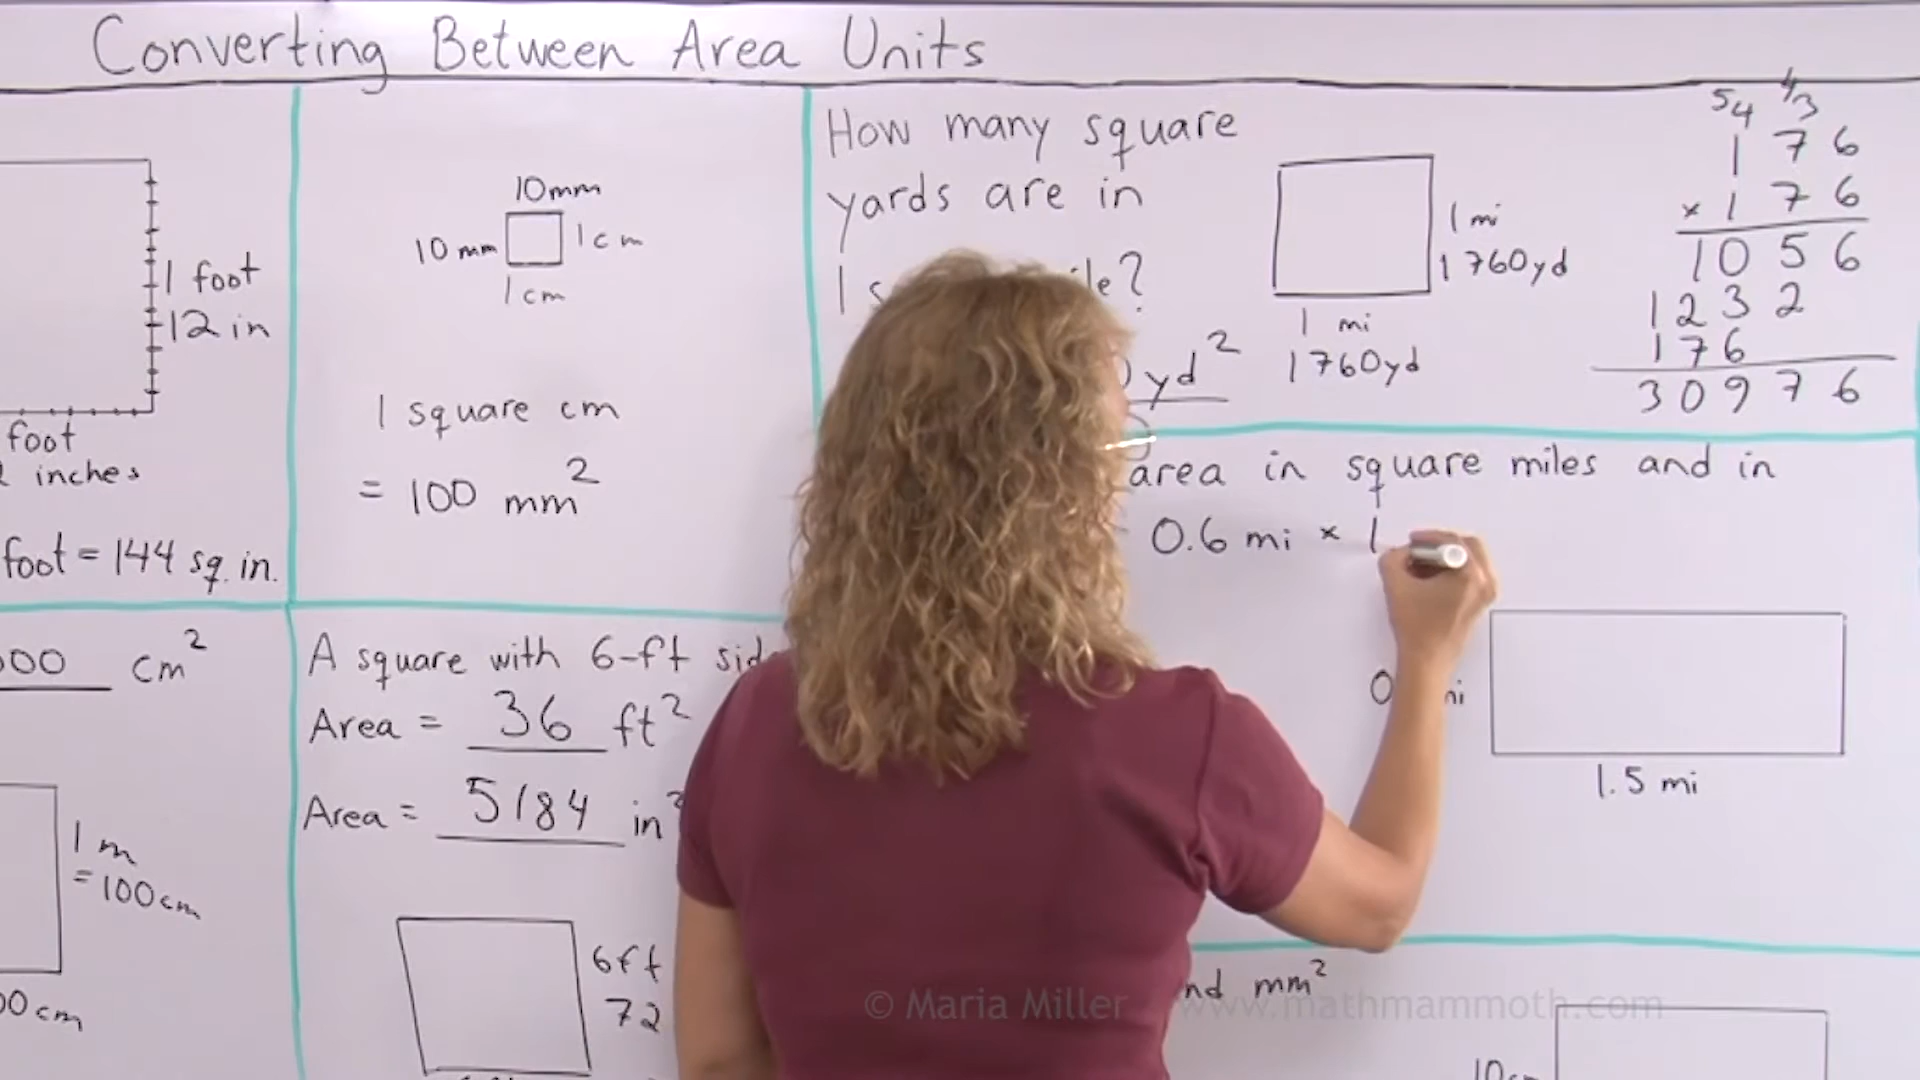 Converting Between Area Units
1 foot
12 in
foot
inches
foot = 144 sq. in.
10mm
10 mm
1 cm
1 cm
1 square cm
= 100 mm²
How many square
yards are in
1
?
yd²
1 mi
1760yd
1 mi
1760yd
5 4 1/3
1 7 6
x 1 7 6
1 0 5 6
1 2 3 2
1 7 6
3 0 9 7 6
area in square miles and in
0.6 mi × 1
1.5 mi
00 cm²
1 m
= 100cm
00cm
A square with 6-ft
Area = 36 ft²
Area = 5184 in²
6ft
72
mm²
© Maria Miller www.mathmammoth.com